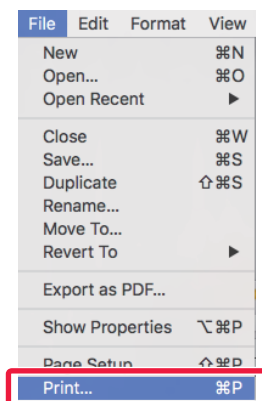 File Edit Format View
New ⌘N
Open... ⌘O
Open Recent ▶
Close ⌘W
Save... ⌘S
Duplicate ⇧⌘S
Rename...
Move To...
Revert To ▶
Export as PDF...
Show Properties ⌥⌘P
Page Setup ⇧⌘P
Print... ⌘P